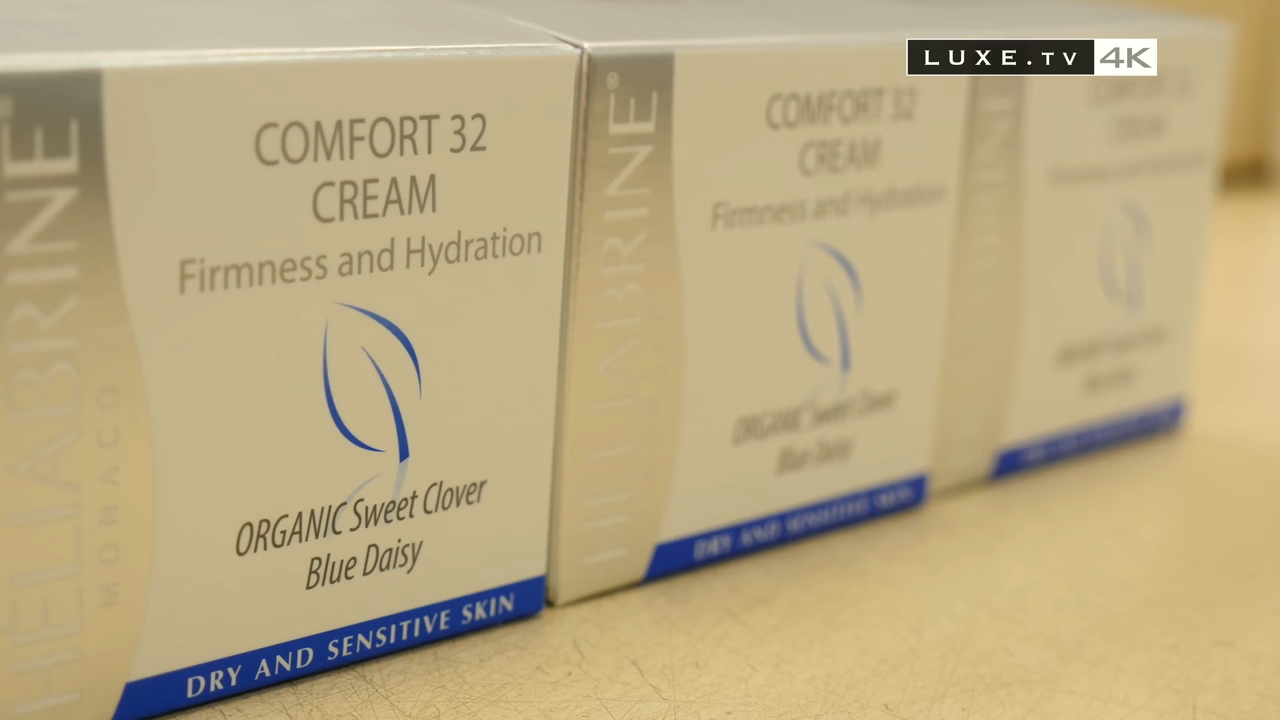 LUXE.TV 4K
HELIABRINE
MONACO
COMFORT 32
CREAM
Firmness and Hydration
ORGANIC Sweet Clover
Blue Daisy
DRY AND SENSITIVE SKIN
HELIABRINE®
COMFORT 32
CREAM
Firmness and Hydration
ORGANIC Sweet Clover
Blue Daisy
DRY AND SENSITIVE SKIN